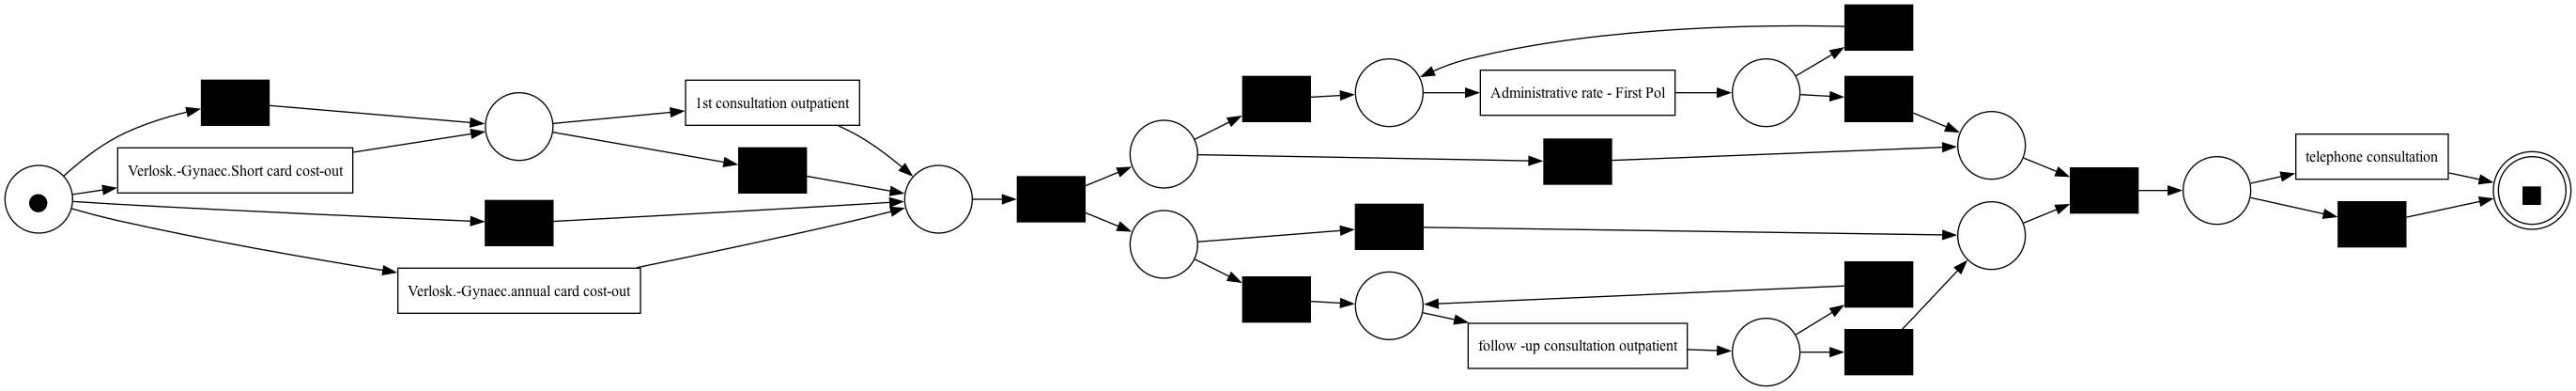 1st consultation outpatient
Verlosk.-Gynaec.Short card cost-out
Verlosk.-Gynaec.annual card cost-out
Administrative rate - First Pol
follow -up consultation outpatient
telephone consultation